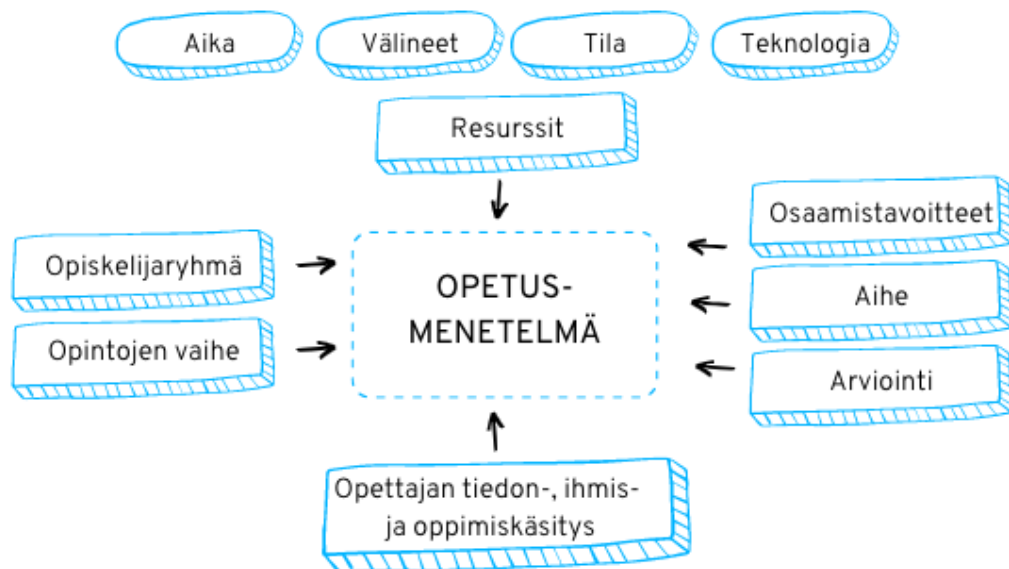 Aika
Välineet
Tila
Teknologia
Resurssit
Opiskelijaryhmä
Opintojen vaihe
OPETUS-
MENETELMÄ
Osaamistavoitteet
Aihe
Arviointi
Opettajan tiedon-, ihmis-
ja oppimiskäsitys